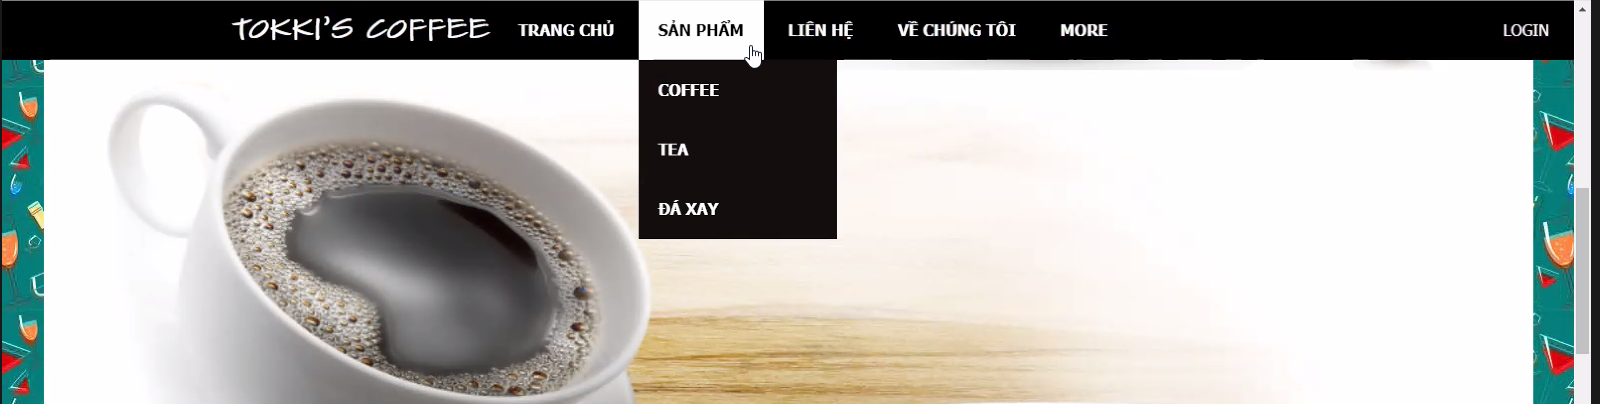 TOKKI'S COFFEE TRANG CHỦ SẢN PHẨM LIÊN HỆ VỀ CHÚNG TÔI MORE LOGIN
COFFEE
TEA
ĐÁ XAY